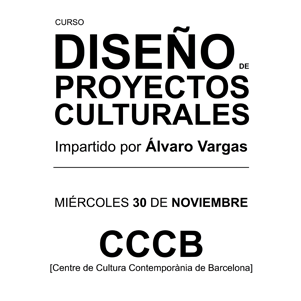 CURSO
DISEÑO DE
PROYECTOS
CULTURALES
Impartido por Álvaro Vargas
MIÉRCOLES 30 DE NOVIEMBRE
CCCB
[Centre de Cultura Contemporània de Barcelona]